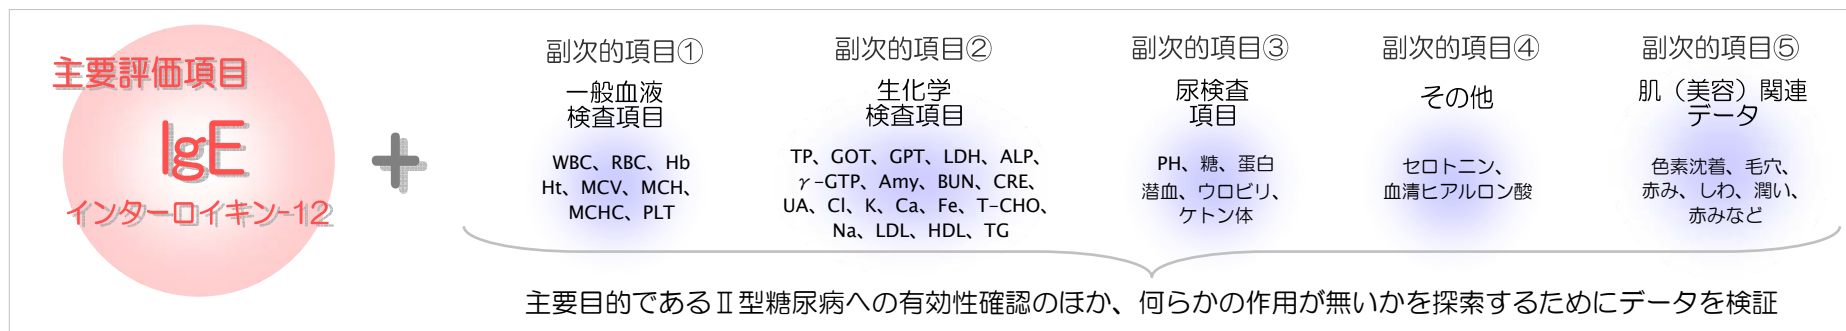 主要評価項目
IgE
インターロイキン-12
+
副次的項目①
一般血液
検査項目
WBC、RBC、Hb
Ht、MCV、MCH、
MCHC、PLT
副次的項目②
生化学
検査項目
TP、GOT、GPT、LDH、ALP、
γ-GTP、Amy、BUN、CRE、
UA、Cl、K、Ca、Fe、T-CHO、
Na、LDL、HDL、TG
副次的項目③
尿検査
項目
PH、糖、蛋白
潜血、ウロビリ、
ケトン体
副次的項目④
その他
セロトニン、
血清ヒアルロン酸
副次的項目⑤
肌（美容）関連
データ
色素沈着、毛穴、
赤み、しわ、潤い、
赤みなど
主要目的であるⅡ型糖尿病への有効性確認のほか、何らかの作用が無いかを探索するためにデータを検証